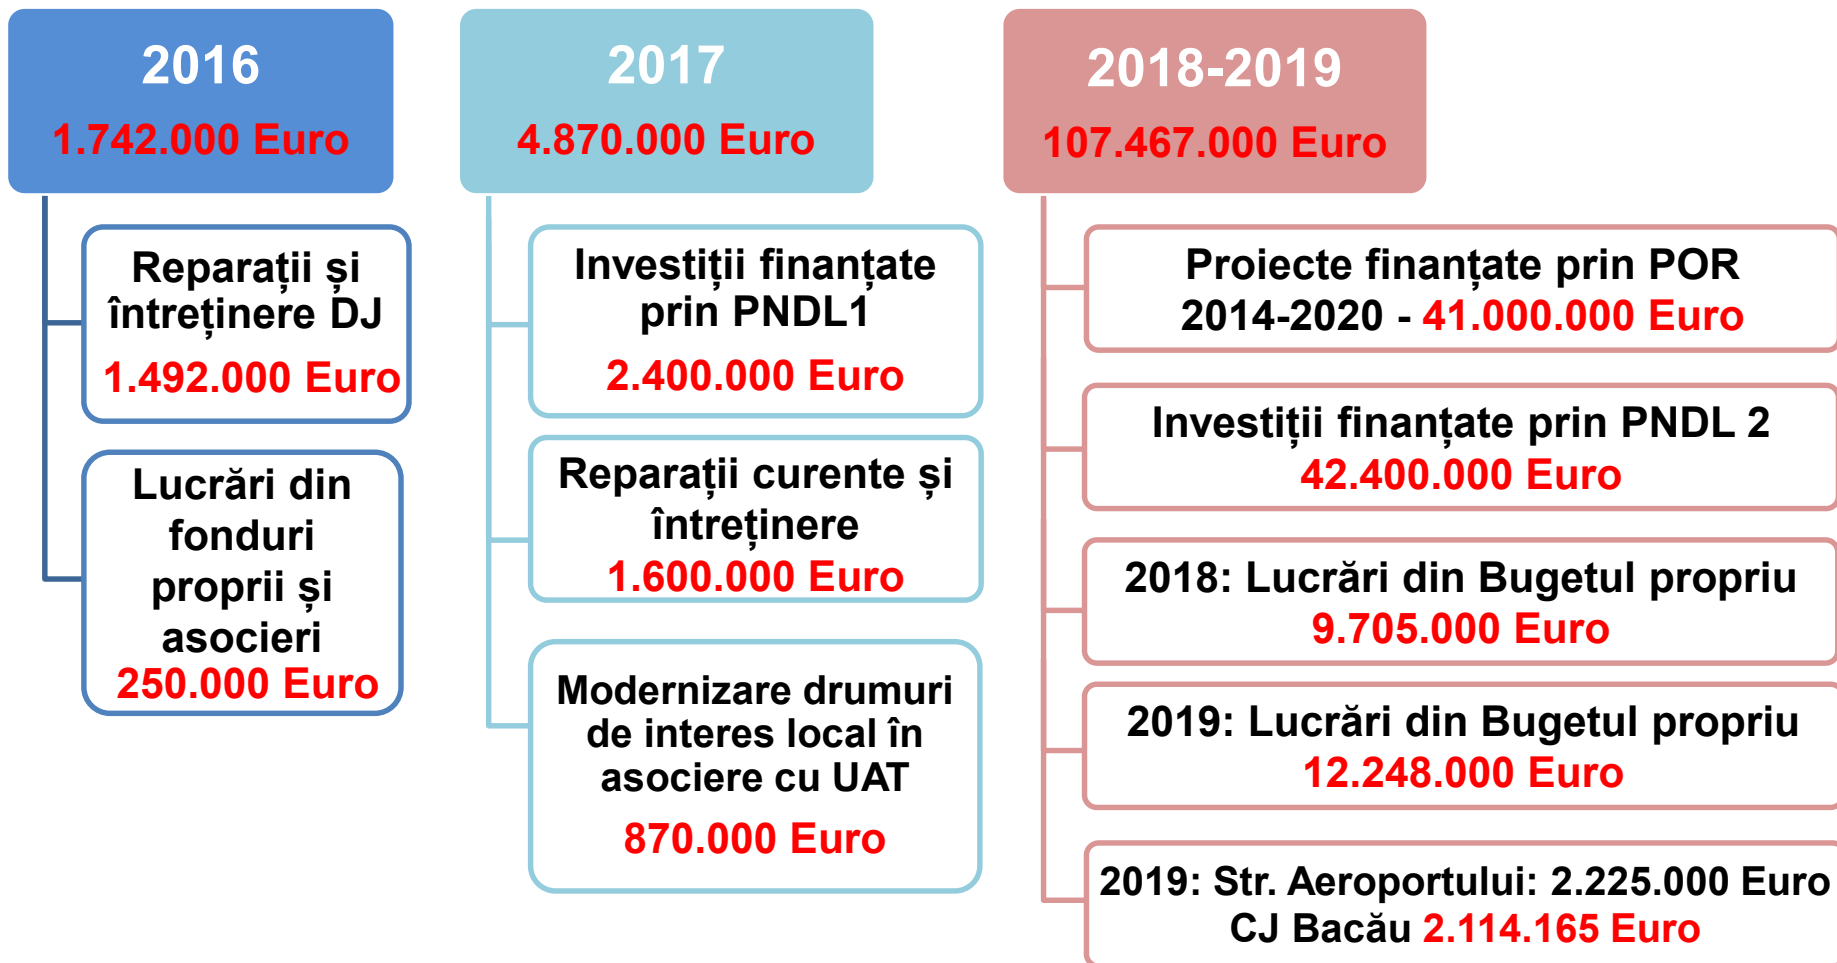 2016
1.742.000 Euro
Reparații și
întreținere DJ
1.492.000 Euro
Lucrări din
fonduri
proprii și
asocieri
250.000 Euro
2017
4.870.000 Euro
Investiții finanțate
prin PNDL1
2.400.000 Euro
Reparații curente și
întreținere
1.600.000 Euro
Modernizare drumuri
de interes local în
asociere cu UAT
870.000 Euro
2018-2019
107.467.000 Euro
Proiecte finanțate prin POR
2014-2020 - 41.000.000 Euro
Investiții finanțate prin PNDL 2
42.400.000 Euro
2018: Lucrări din Bugetul propriu
9.705.000 Euro
2019: Lucrări din Bugetul propriu
12.248.000 Euro
2019: Str. Aeroportului: 2.225.000 Euro
CJ Bacău 2.114.165 Euro